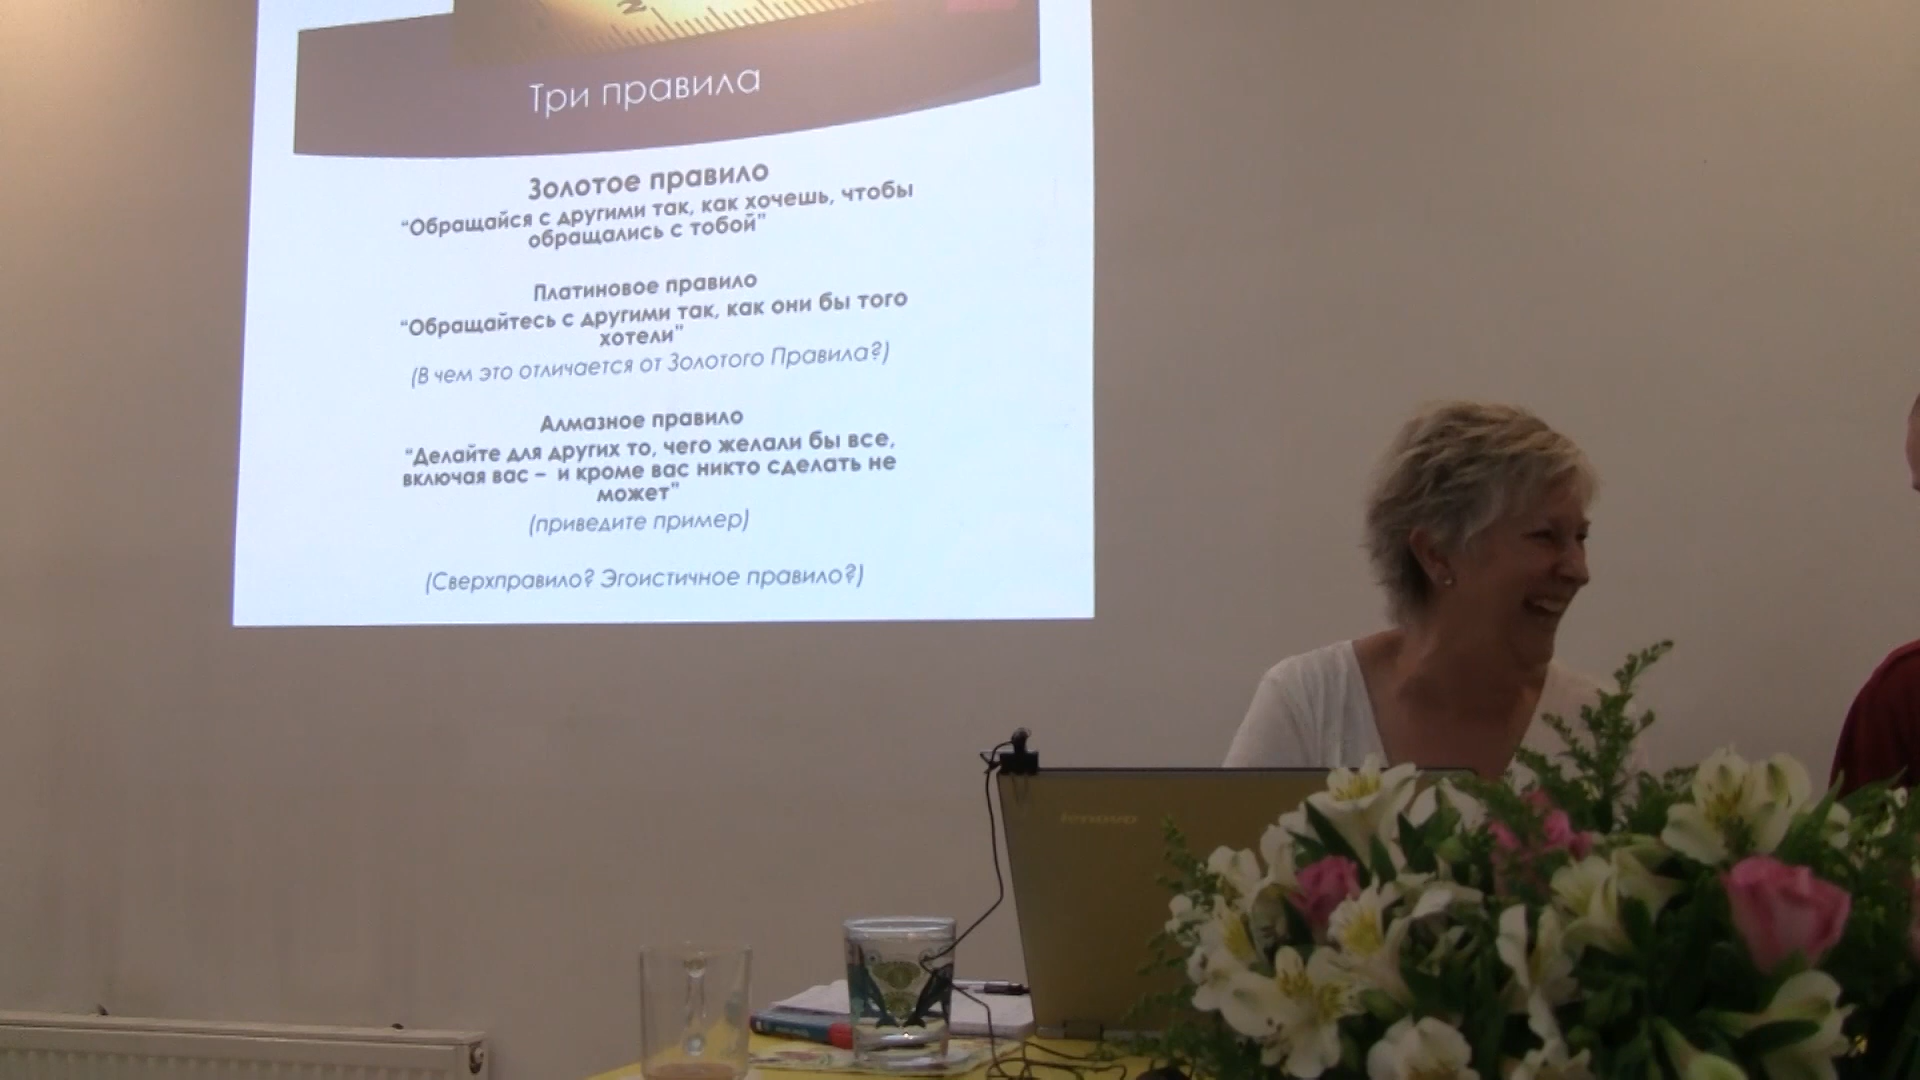 2
Три правила
Золотое правило
“Обращайся с другими так, как хочешь, чтобы
обращались с тобой”
Платиновое правило
“Обращайтесь с другими так, как они бы того
хотели”
(В чем это отличается от Золотого Правила?)
Алмазное правило
“Делайте для других то, чего желали бы все,
включая вас – и кроме вас никто сделать не
может”
(приведите пример)
(Сверхправило? Эгоистичное правило?)
lenovo